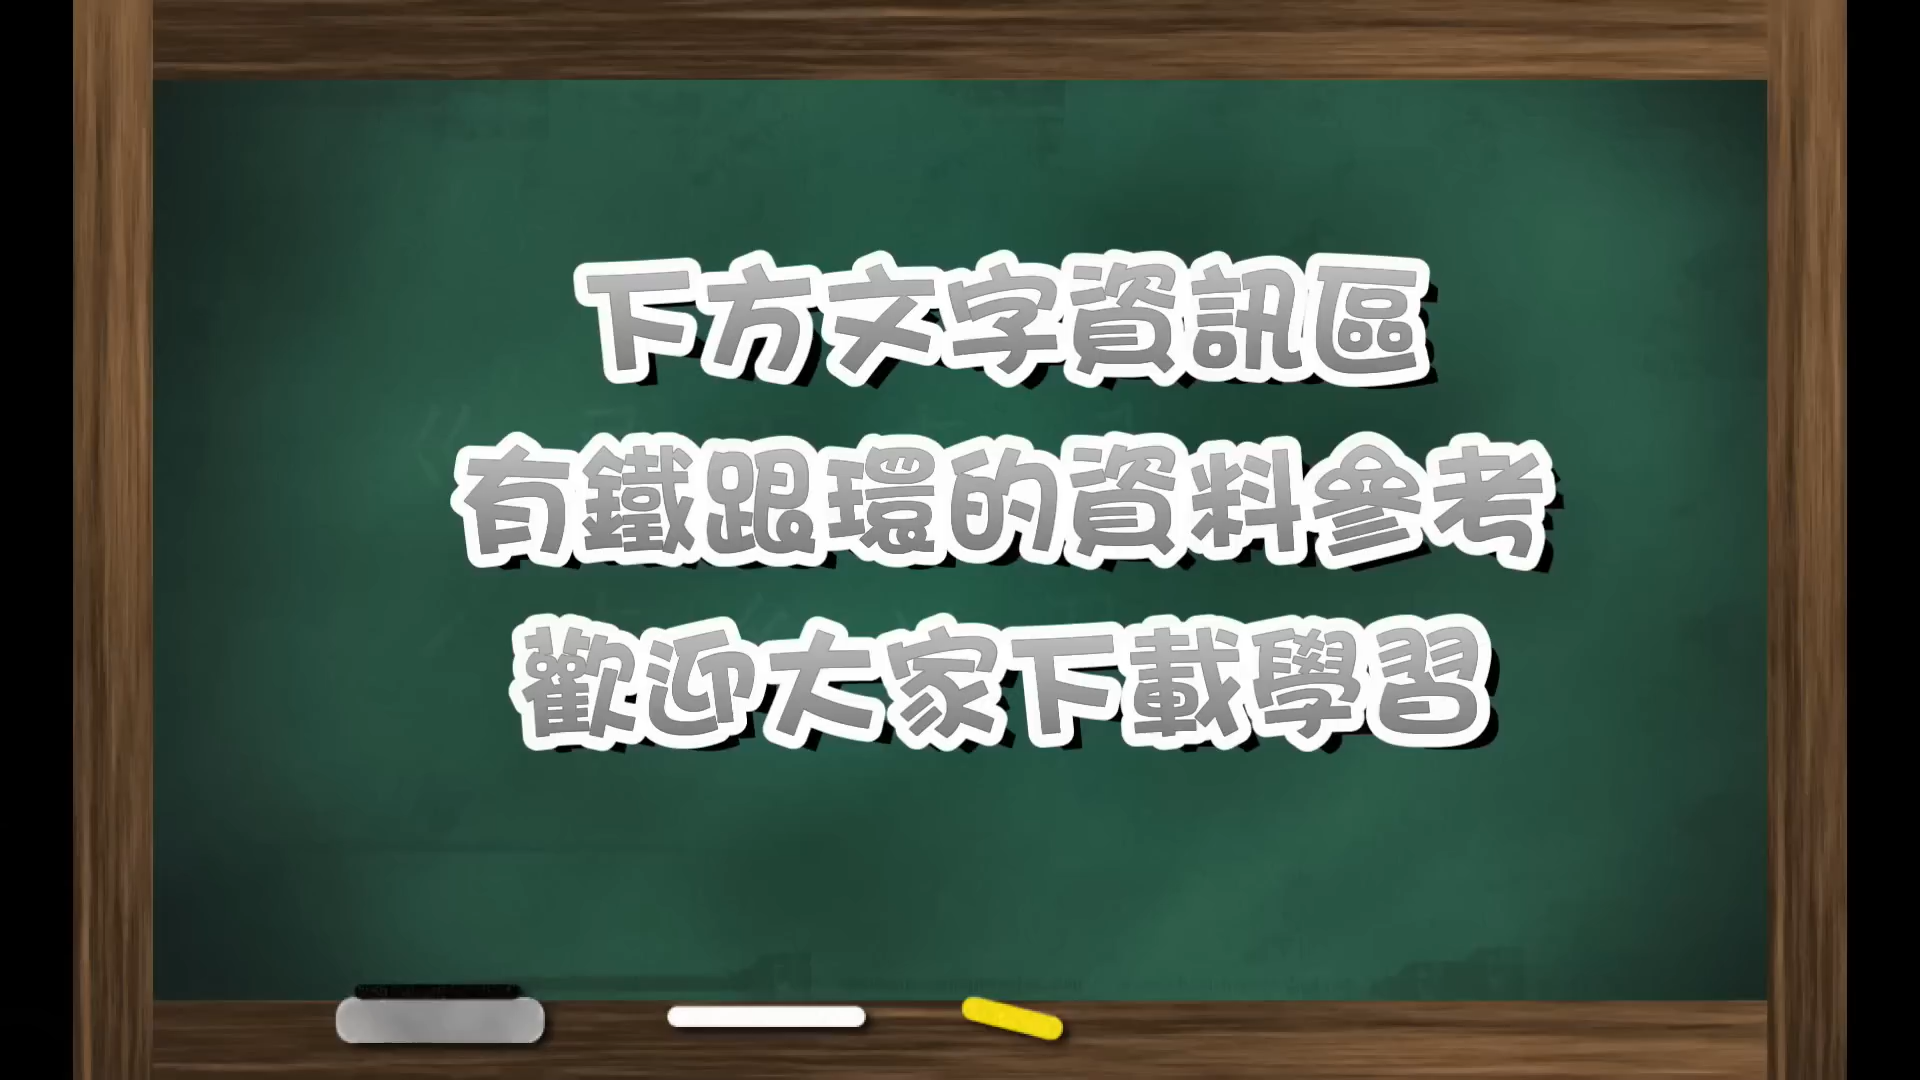 下方文字資訊區
有鐵跟環的資料參考
歡迎大家下載學習